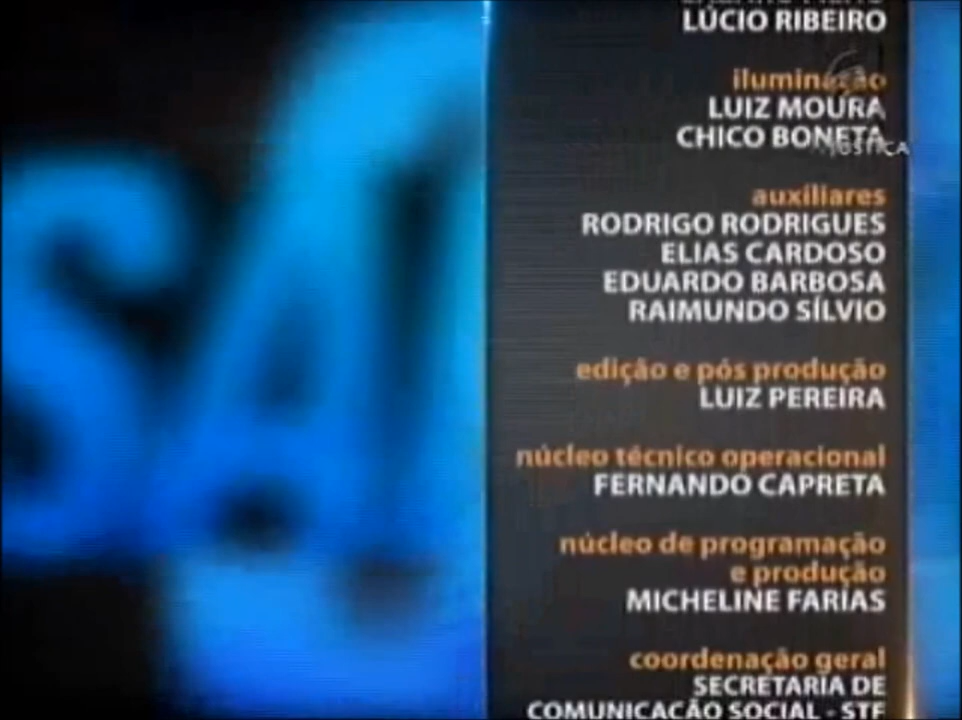 LÚCIO RIBEIRO
iluminação
LUIZ MOURA
CHICO BONETA
JUSTIÇA
auxiliares
RODRIGO RODRIGUES
ELIAS CARDOSO
EDUARDO BARBOSA
RAIMUNDO SÍLVIO
edição e pós produção
LUIZ PEREIRA
núcleo técnico operacional
FERNANDO CAPRETA
núcleo de programação
e produção
MICHELINE FARIAS
coordenação geral
SECRETARIA DE
COMUNICAÇÃO SOCIAL - STF